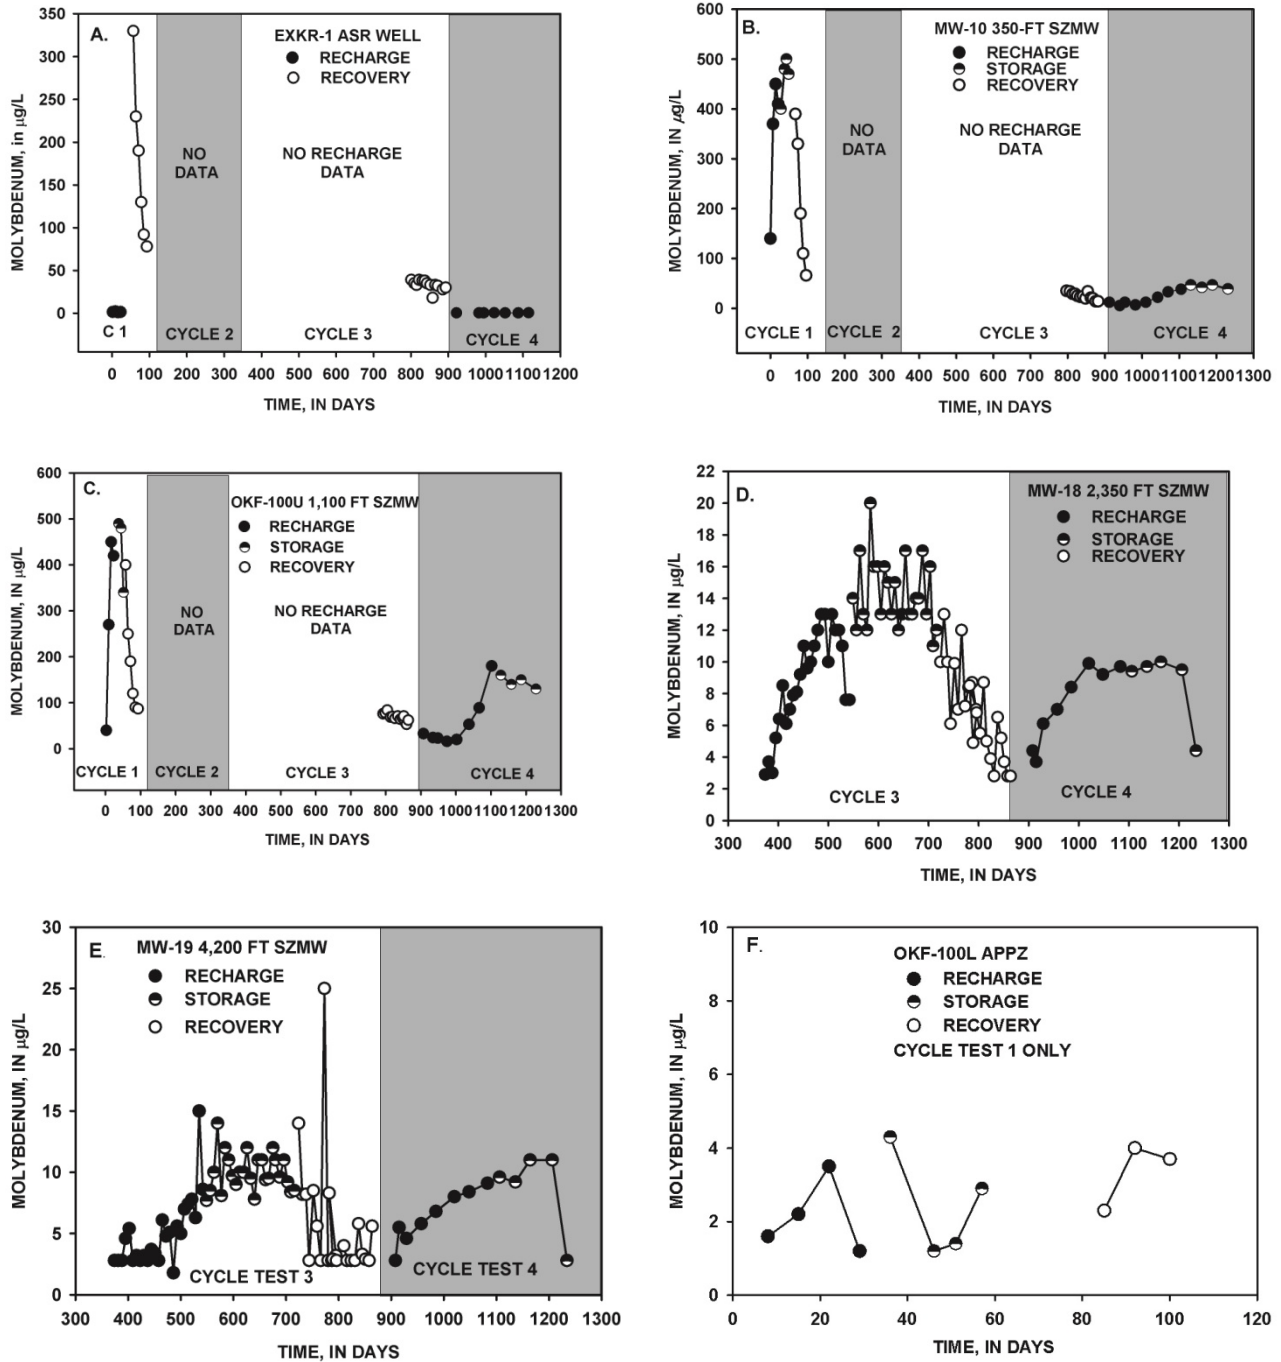 A.
EXKR-1 ASR WELL
RECHARGE
RECOVERY
NO
DATA
NO RECHARGE
DATA
C 1
CYCLE 2
CYCLE 3
CYCLE 4
350
300
250
200
150
100
50
0
MOLYBDENUM, in µg/L
0 100 200 300 400 500 600 700 800 900 1000 1100 1200
TIME, IN DAYS
B.
MW-10 350-FT SZMW
RECHARGE
STORAGE
RECOVERY
NO
DATA
NO RECHARGE
DATA
CYCLE 1
CYCLE 2
CYCLE 3
CYCLE 4
600
500
400
300
200
100
0
MOLYBDENUM, IN µg/L
0 100 200 300 400 500 600 700 800 900 1000 1100 1200 1300
TIME, IN DAYS
C.
OKF-100U 1,100 FT SZMW
RECHARGE
STORAGE
RECOVERY
NO
DATA
NO RECHARGE
DATA
CYCLE 1
CYCLE 2
CYCLE 3
CYCLE 4
600
500
400
300
200
100
0
MOLYBDENUM, IN µg/L
0 100 200 300 400 500 600 700 800 900 1000 1100 1200 1300
TIME, IN DAYS
D.
MW-18 2,350 FT SZMW
RECHARGE
STORAGE
RECOVERY
CYCLE 3
CYCLE 4
22
20
18
16
14
12
10
8
6
4
2
0
MOLYBDENUM, IN µg/L
300 400 500 600 700 800 900 1000 1100 1200 1300
TIME, IN DAYS
E.
MW-19 4,200 FT SZMW
RECHARGE
STORAGE
RECOVERY
CYCLE TEST 3
CYCLE TEST 4
30
25
20
15
10
5
0
MOLYBDENUM, IN µg/L
300 400 500 600 700 800 900 1000 1100 1200 1300
TIME, IN DAYS
F.
OKF-100L APPZ
RECHARGE
STORAGE
RECOVERY
CYCLE TEST 1 ONLY
10
8
6
4
2
0
MOLYBDENUM, IN µg/L
0 20 40 60 80 100 120
TIME, IN DAYS